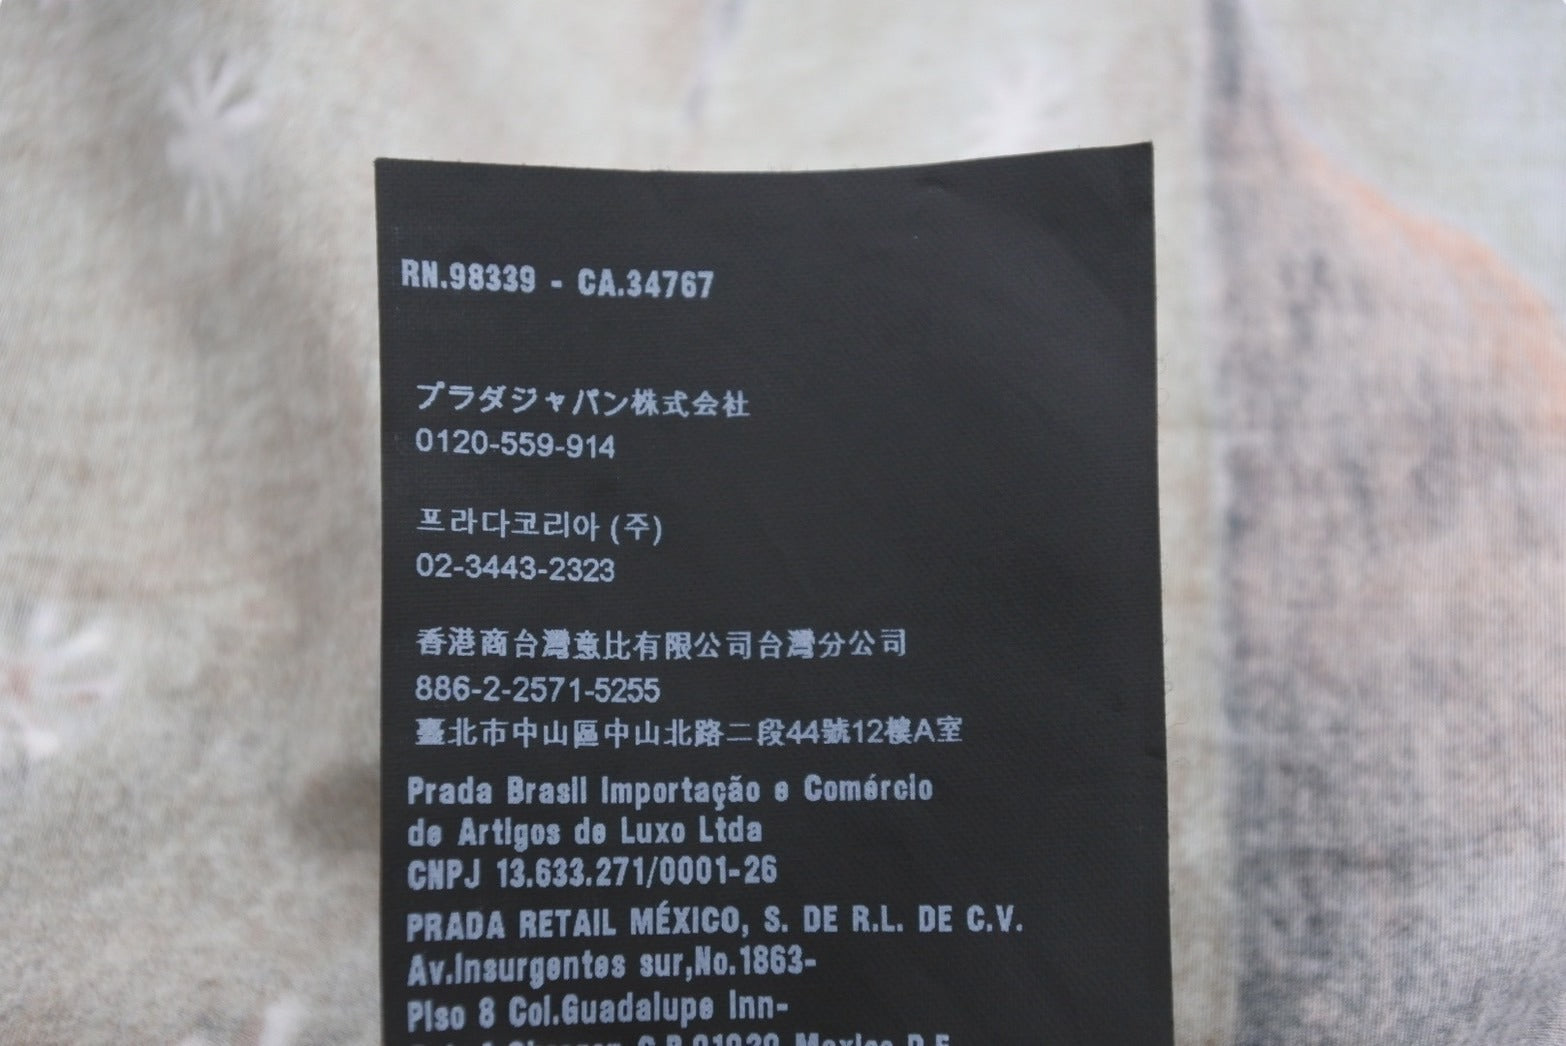 RN.98339 - CA.34767
プラダジャパン株式会社
0120-559-914
프라다코리아 (주)
02-3443-2323
香港商台灣意比有限公司台灣分公司
886-2-2571-5255
臺北市中山區中山北路二段44號12樓A室
Prada Brasil Importação e Comércio
de Artigos de Luxo Ltda
CNPJ 13.633.271/0001-26
PRADA RETAIL MÉXICO, S. DE R.L. DE C.V.
Av.Insurgentes sur,No.1863-
Piso 8 Col.Guadalupe Inn-